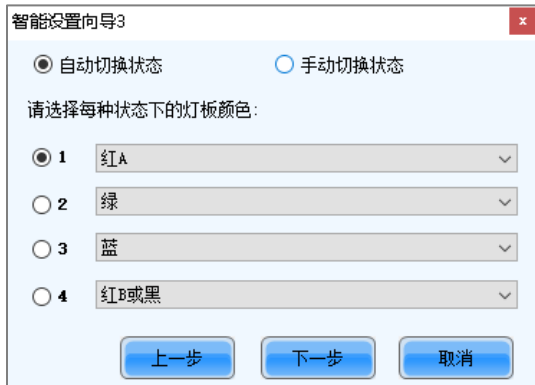 智能设置向导3
x
自动切换状态 手动切换状态
请选择每种状态下的灯板颜色:
1 红A
2 绿
3 蓝
4 红B或黑
上一步 下一步 取消